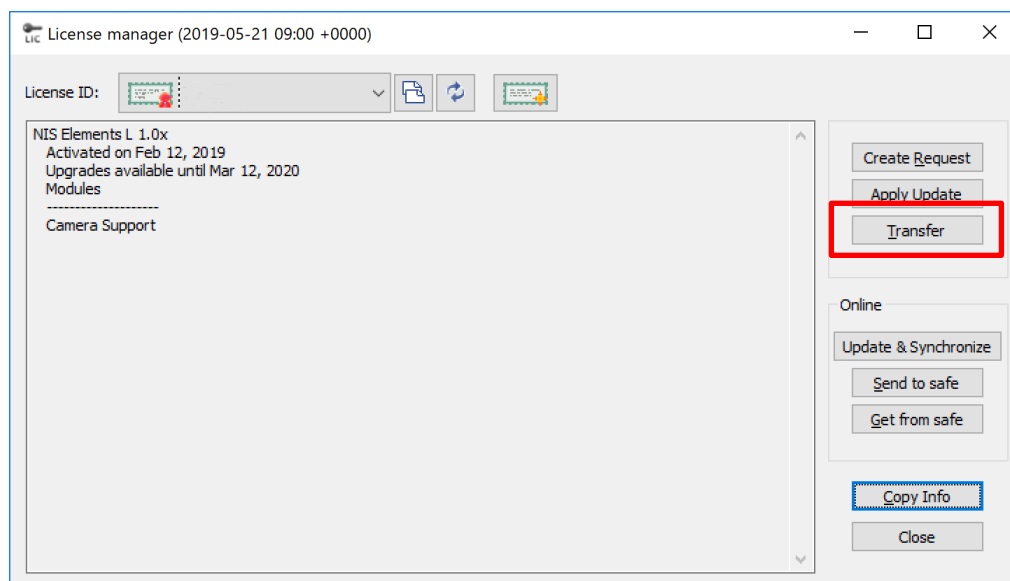 License manager (2019-05-21 09:00 +0000)
License ID:
NIS Elements L 1.0x
Activated on Feb 12, 2019
Upgrades available until Mar 12, 2020
Modules
--------------------
Camera Support
Create Request
Apply Update
Transfer
Online
Update & Synchronize
Send to safe
Get from safe
Copy Info
Close